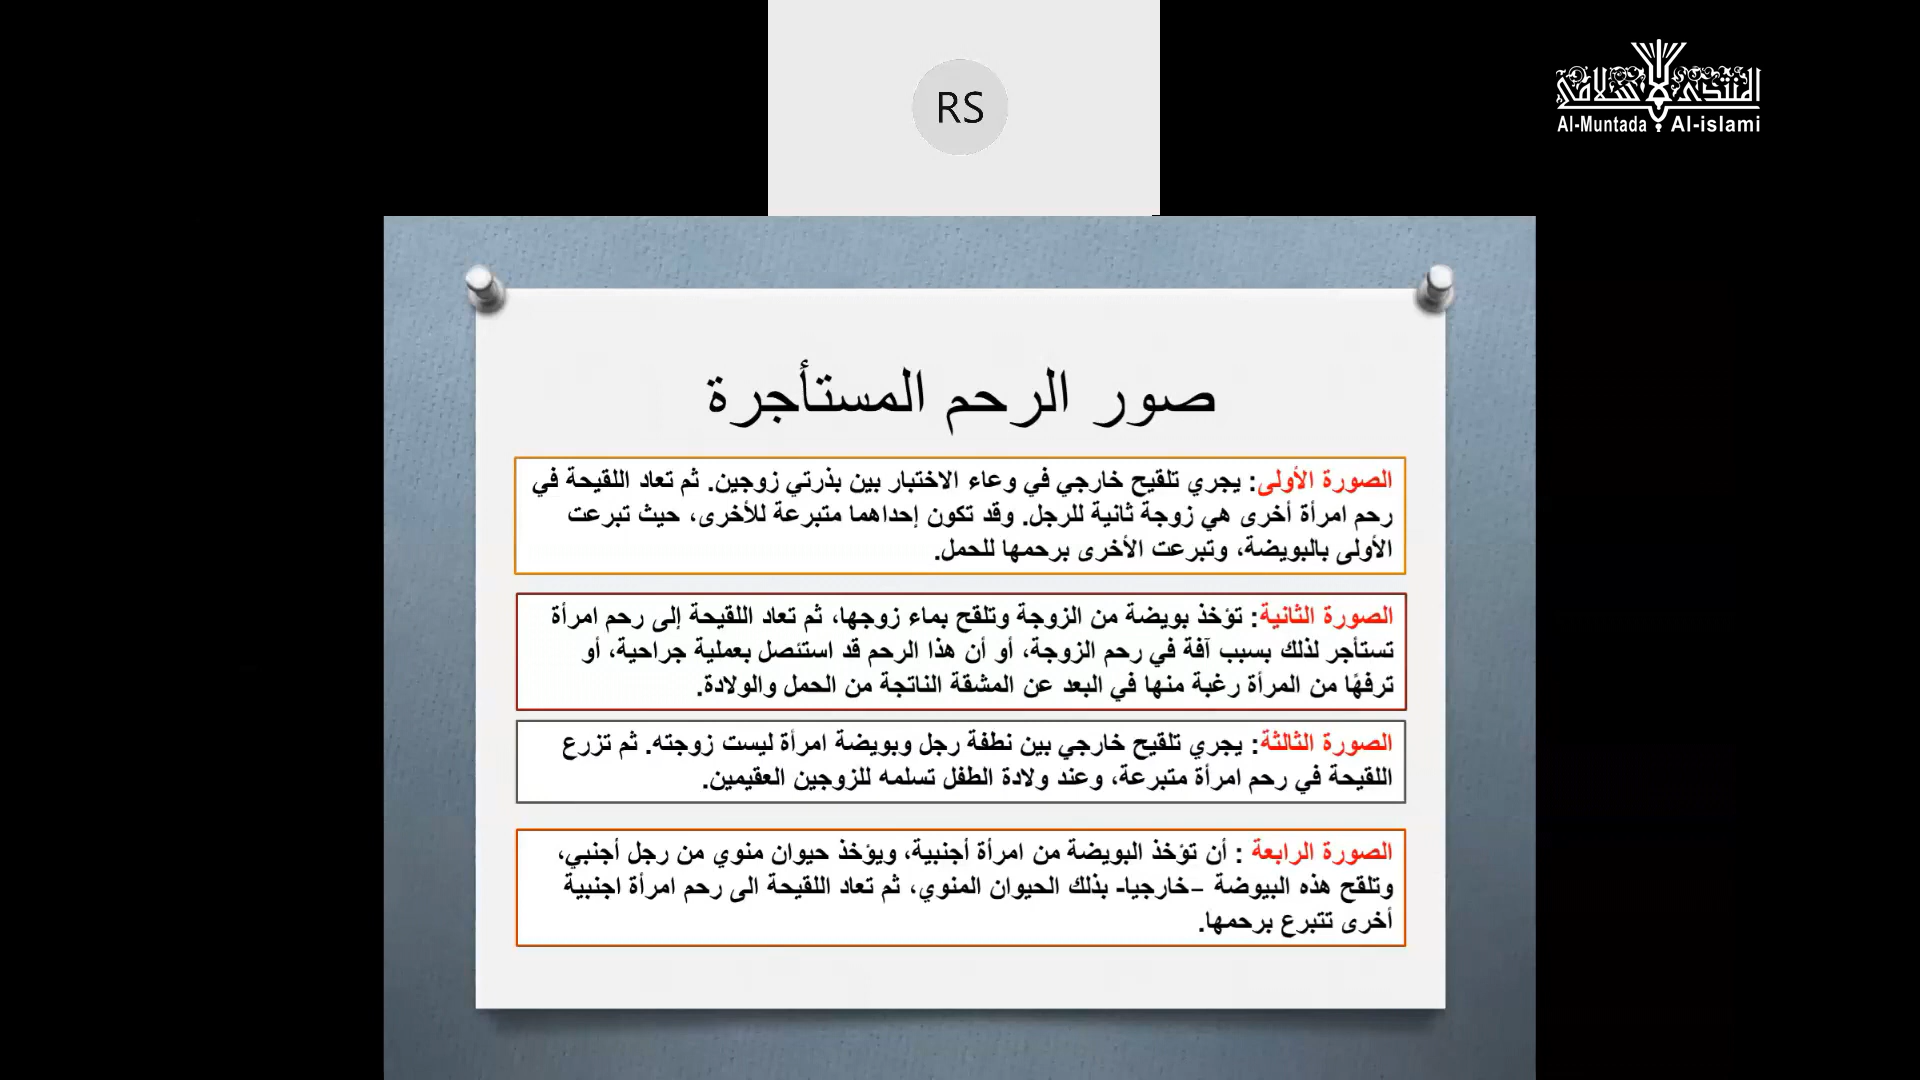 RS
المنتدى الإسلامي
Al-Muntada Al-islami
صور الرحم المستأجرة
الصورة الأولى: يجري تلقيح خارجي في وعاء الاختبار بين بذرتي زوجين. ثم تعاد اللقيحة في
رحم امرأة أخرى هي زوجة ثانية للرجل. وقد تكون إحداهما متبرعة للأخرى، حيث تبرعت
الأولى بالبويضة، وتبرعت الأخرى برحمها للحمل.
الصورة الثانية: تؤخذ بويضة من الزوجة وتلقح بماء زوجها، ثم تعاد اللقيحة إلى رحم امرأة
تستأجر لذلك بسبب آفة في رحم الزوجة، أو أن هذا الرحم قد استئصل بعملية جراحية، أو
ترفهًا من المرأة رغبة منها في البعد عن المشقة الناتجة من الحمل والولادة.
الصورة الثالثة: يجري تلقيح خارجي بين نطفة رجل وبويضة امرأة ليست زوجته. ثم تزرع
اللقيحة في رحم امرأة متبرعة، وعند ولادة الطفل تسلمه للزوجين العقيمين.
الصورة الرابعة : أن تؤخذ البويضة من امرأة أجنبية، ويؤخذ حيوان منوي من رجل أجنبي،
وتلقح هذه البيوضة –خارجيا- بذلك الحيوان المنوي، ثم تعاد اللقيحة الى رحم امرأة اجنبية
أخرى تتبرع برحمها.